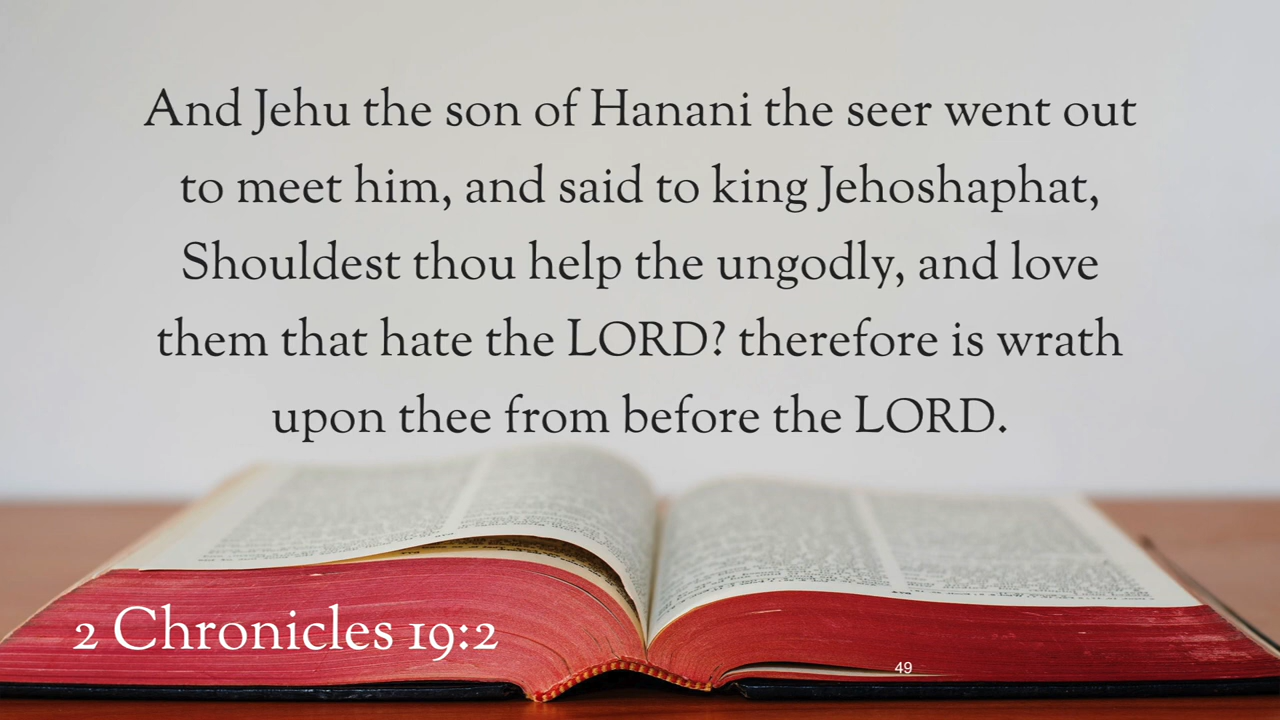 And Jehu the son of Hanani the seer went out
to meet him, and said to king Jehoshaphat,
Shouldest thou help the ungodly, and love
them that hate the LORD? therefore is wrath
upon thee from before the LORD.
2 Chronicles 19:2
49